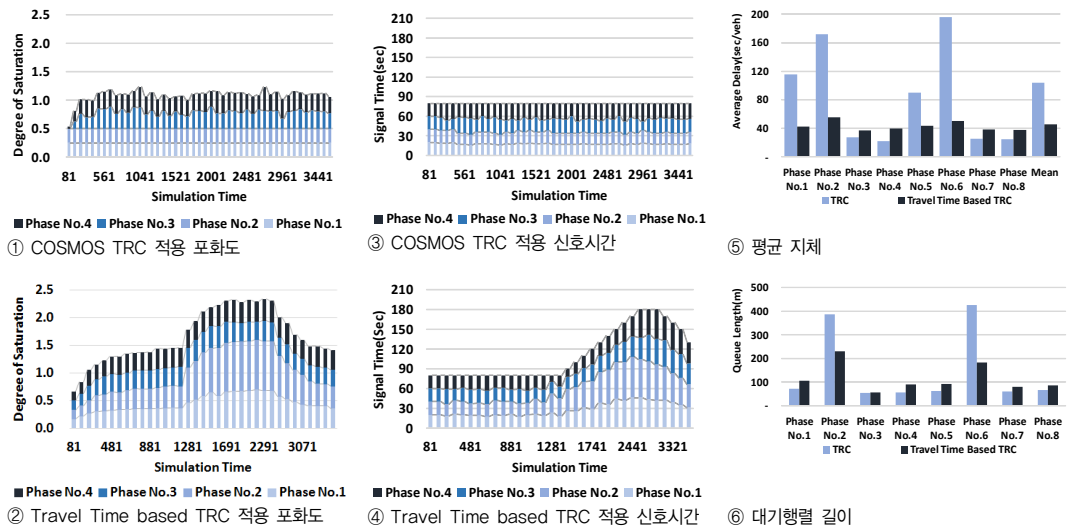 2.5
2.0
1.5
1.0
0.5
0.0
Degree of Saturation
81 561 1041 1521 2001 2481 2961 3441
Simulation Time
Phase No.4 Phase No.3 Phase No.2 Phase No.1
① COSMOS TRC 적용 포화도
210
180
150
120
90
60
30
0
Signal Time(sec)
81 561 1041 1521 2001 2481 2961 3441
Simulation Time
Phase No.4 Phase No.3 Phase No.2 Phase No.1
③ COSMOS TRC 적용 신호시간
200
160
120
80
40
-
Average Delay(sec/veh)
Phase No.1 Phase No.2 Phase No.3 Phase No.4 Phase No.5 Phase No.6 Phase No.7 Phase No.8 Mean
TRC Travel Time Based TRC
⑤ 평균 지체
2.5
2.0
1.5
1.0
0.5
0.0
Degree of Saturation
81 481 881 1281 1691 2291 3071
Simulation Time
Phase No.4 Phase No.3 Phase No.2 Phase No.1
② Travel Time based TRC 적용 포화도
210
180
150
120
90
60
30
0
Signal Time(Sec)
81 481 881 1281 1741 2441 3321
Simulation Time
Phase No.4 Phase No.3 Phase No.2 Phase No.1
④ Travel Time based TRC 적용 신호시간
500
400
300
200
100
-
Queue Length(m)
Phase No.1 Phase No.2 Phase No.3 Phase No.4 Phase No.5 Phase No.6 Phase No.7 Phase No.8
TRC Travel Time Based TRC
⑥ 대기행렬 길이